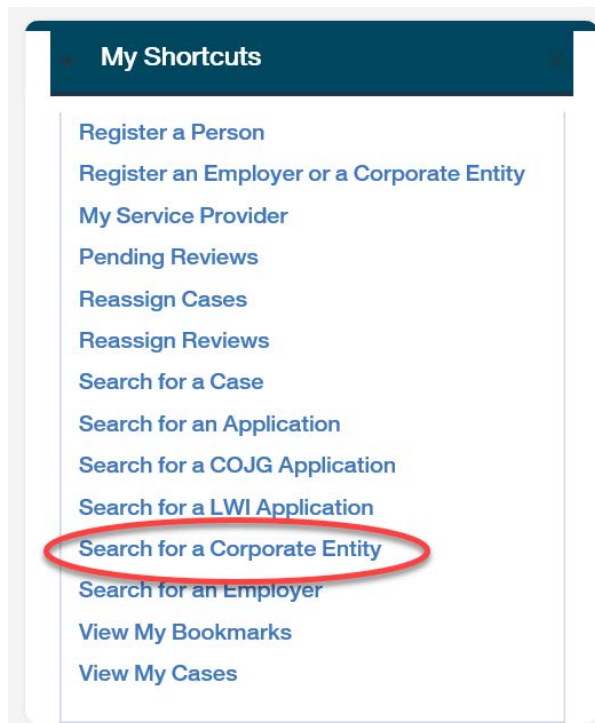 My Shortcuts
Register a Person
Register an Employer or a Corporate Entity
My Service Provider
Pending Reviews
Reassign Cases
Reassign Reviews
Search for a Case
Search for an Application
Search for a COJG Application
Search for a LWI Application
Search for a Corporate Entity
Search for an Employer
View My Bookmarks
View My Cases